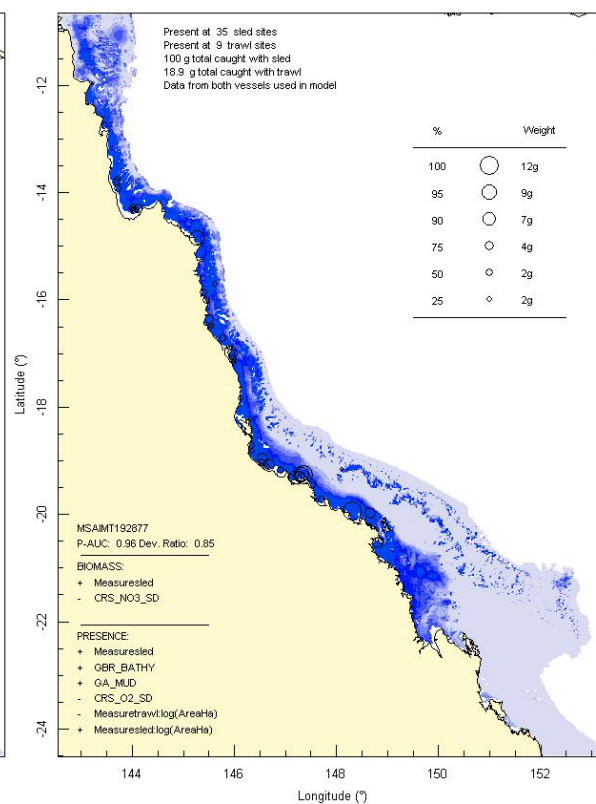 Present at 35 sled sites
Present at 9 trawl sites
100 g total caught with sled
18.9 g total caught with trawl
Data from both vessels used in model
% Weight
100 12g
95 9g
90 7g
75 4g
50 2g
25 2g
-12
-14
-16
-18
-20
-22
-24
Latitude (°)
MSAIMT192877
P-AUC: 0.96 Dev. Ratio: 0.85
BIOMASS:
+ Measuresled
- CRS_NO3_SD
PRESENCE:
+ Measuresled
+ GBR_BATHY
+ GA_MUD
- CRS_O2_SD
- Measuretrawl:log(AreaHa)
+ Measuresled:log(AreaHa)
144 146 148 150 152
Longitude (°)